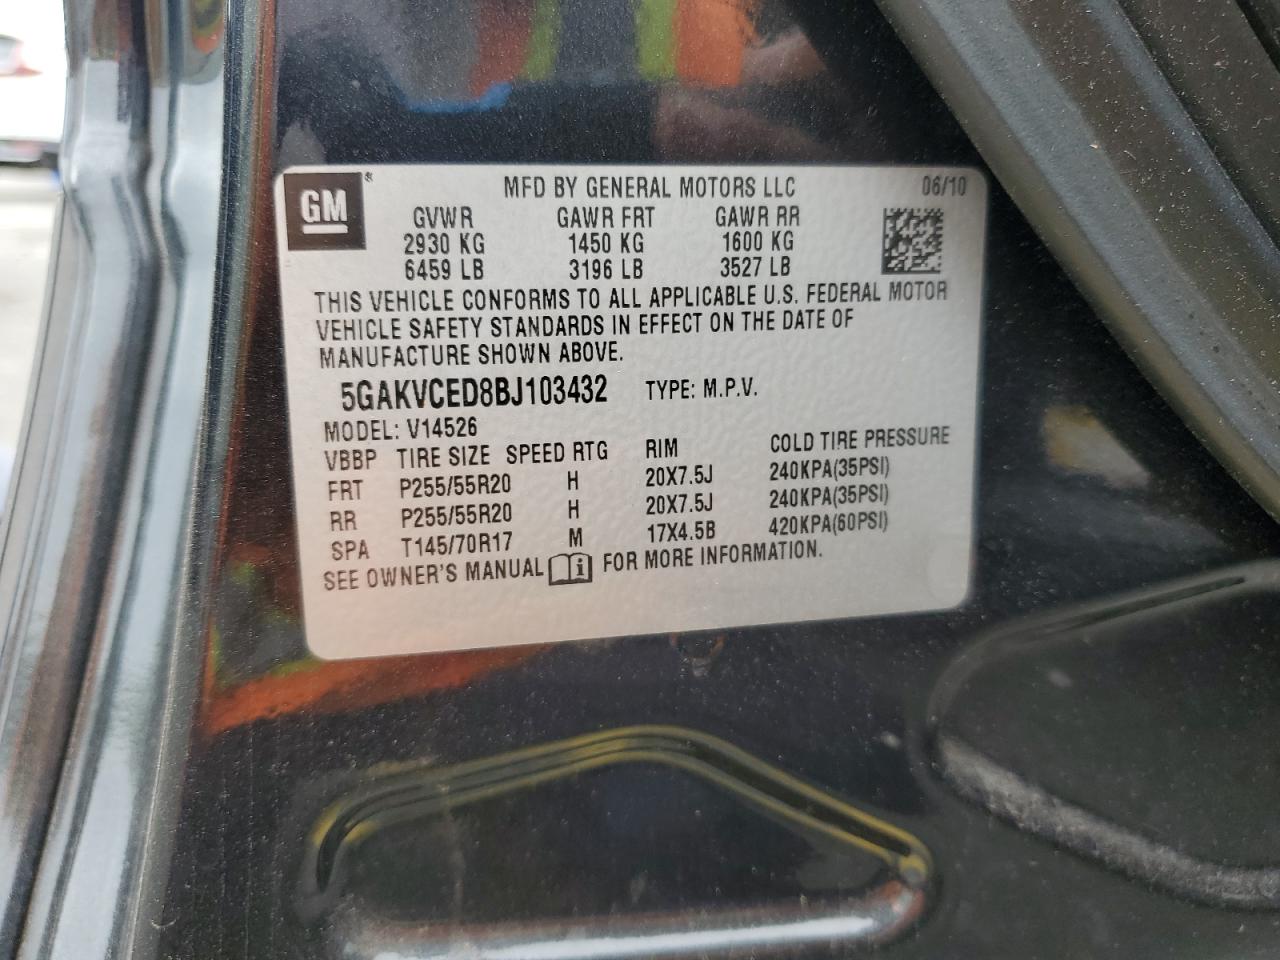 GM ® MFD BY GENERAL MOTORS LLC 06/10
GVWR GAWR FRT GAWR RR
2930 KG 1450 KG 1600 KG
6459 LB 3196 LB 3527 LB
THIS VEHICLE CONFORMS TO ALL APPLICABLE U.S. FEDERAL MOTOR
VEHICLE SAFETY STANDARDS IN EFFECT ON THE DATE OF
MANUFACTURE SHOWN ABOVE.
5GAKVCED8BJ103432 TYPE: M.P.V.
MODEL: V14526
VBBP TIRE SIZE SPEED RTG RIM COLD TIRE PRESSURE
FRT P255/55R20 H 20X7.5J 240KPA(35PSI)
RR P255/55R20 H 20X7.5J 240KPA(35PSI)
SPA T145/70R17 M 17X4.5B 420KPA(60PSI)
SEE OWNER'S MANUAL i FOR MORE INFORMATION.